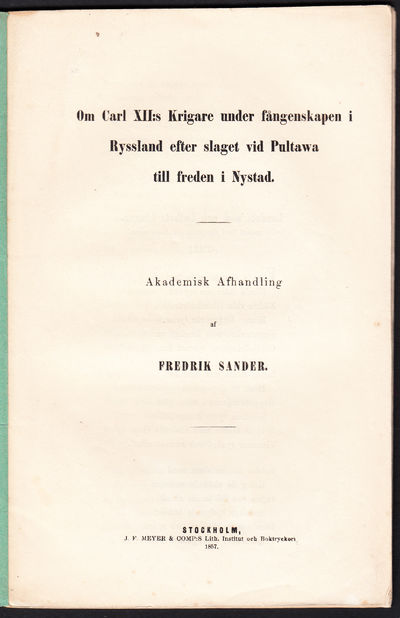 Om Carl XII:s Krigare under fångenskapen i
Ryssland efter slaget vid Pultawa
till freden i Nystad.
Akademisk Afhandling
af
FREDRIK SANDER.
STOCKHOLM,
J. F. MEYER & COMP:S Lith. Institut och Boktryckeri
1857.